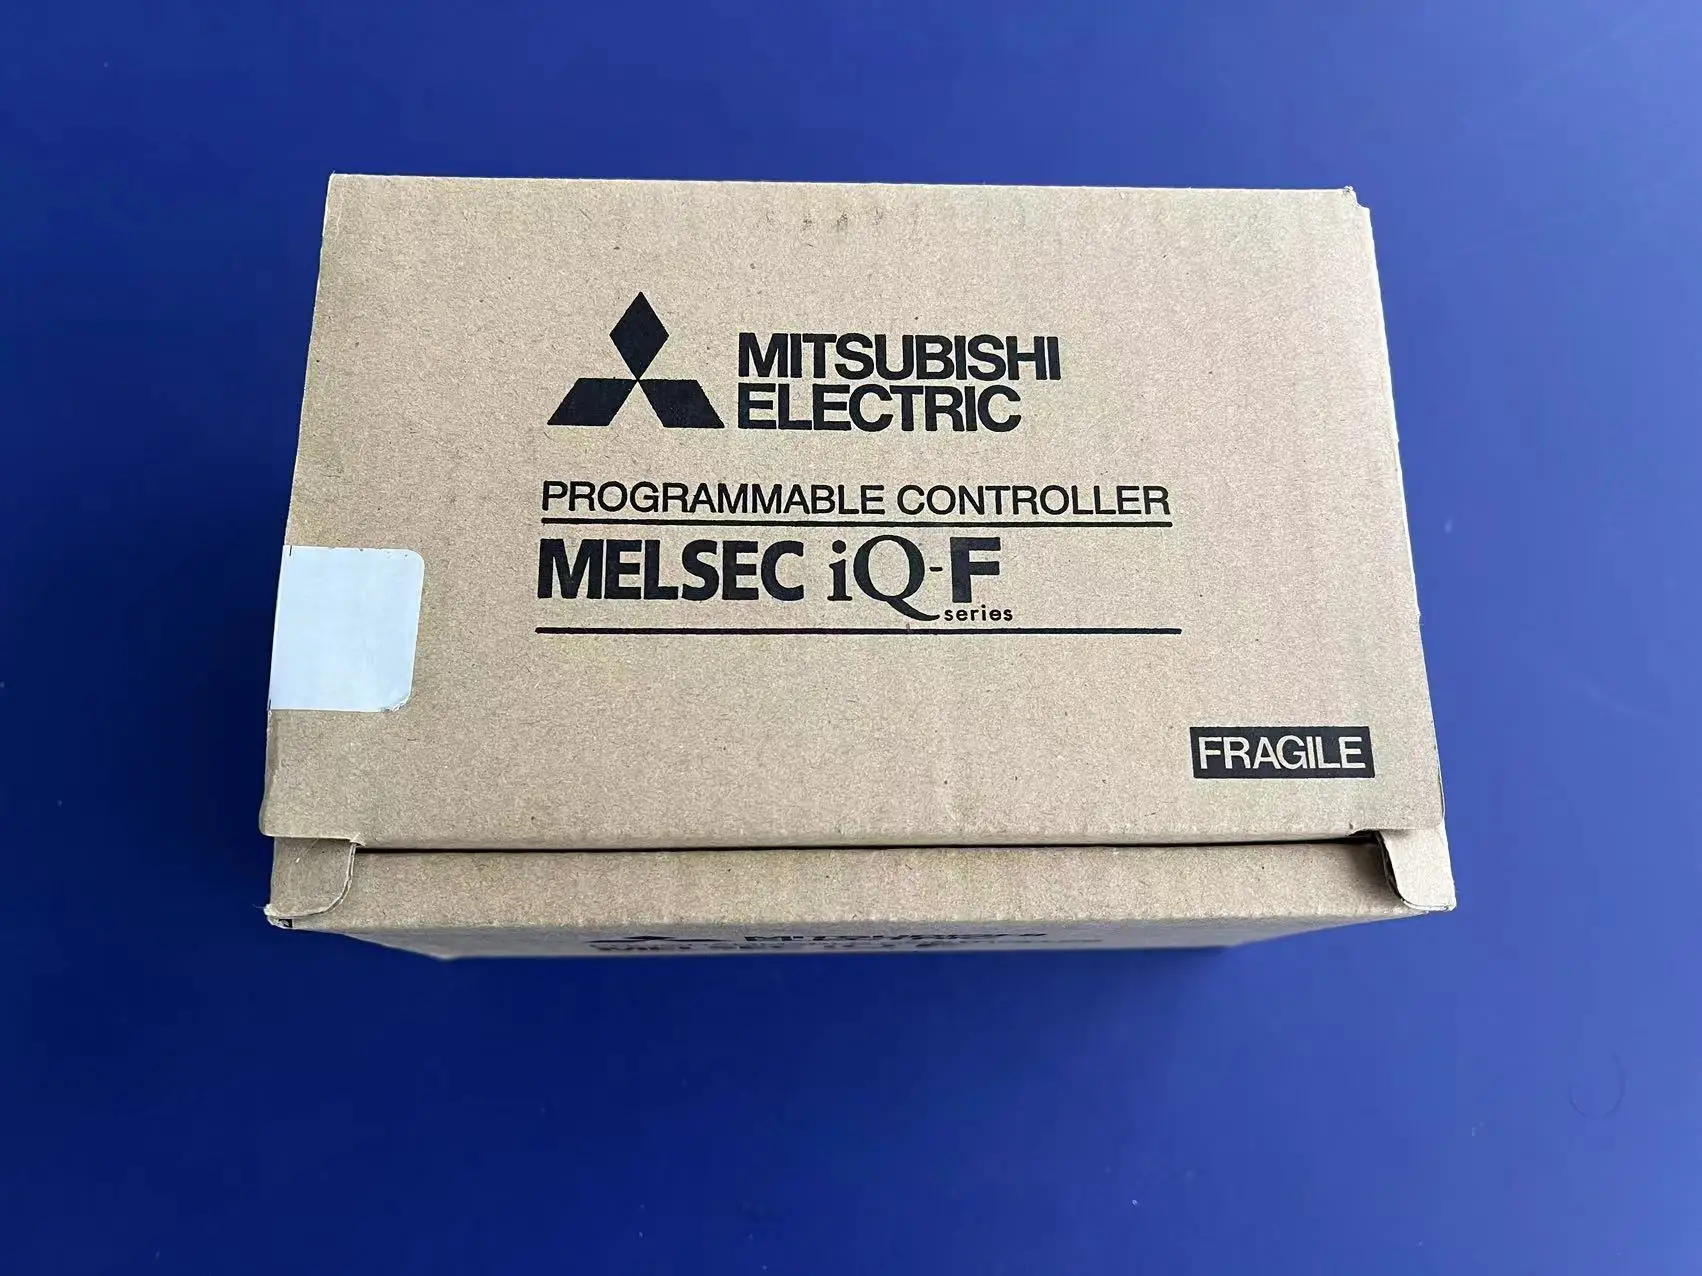 MITSUBISHI
ELECTRIC
PROGRAMMABLE CONTROLLER
MELSEC iQ-F
series
FRAGILE